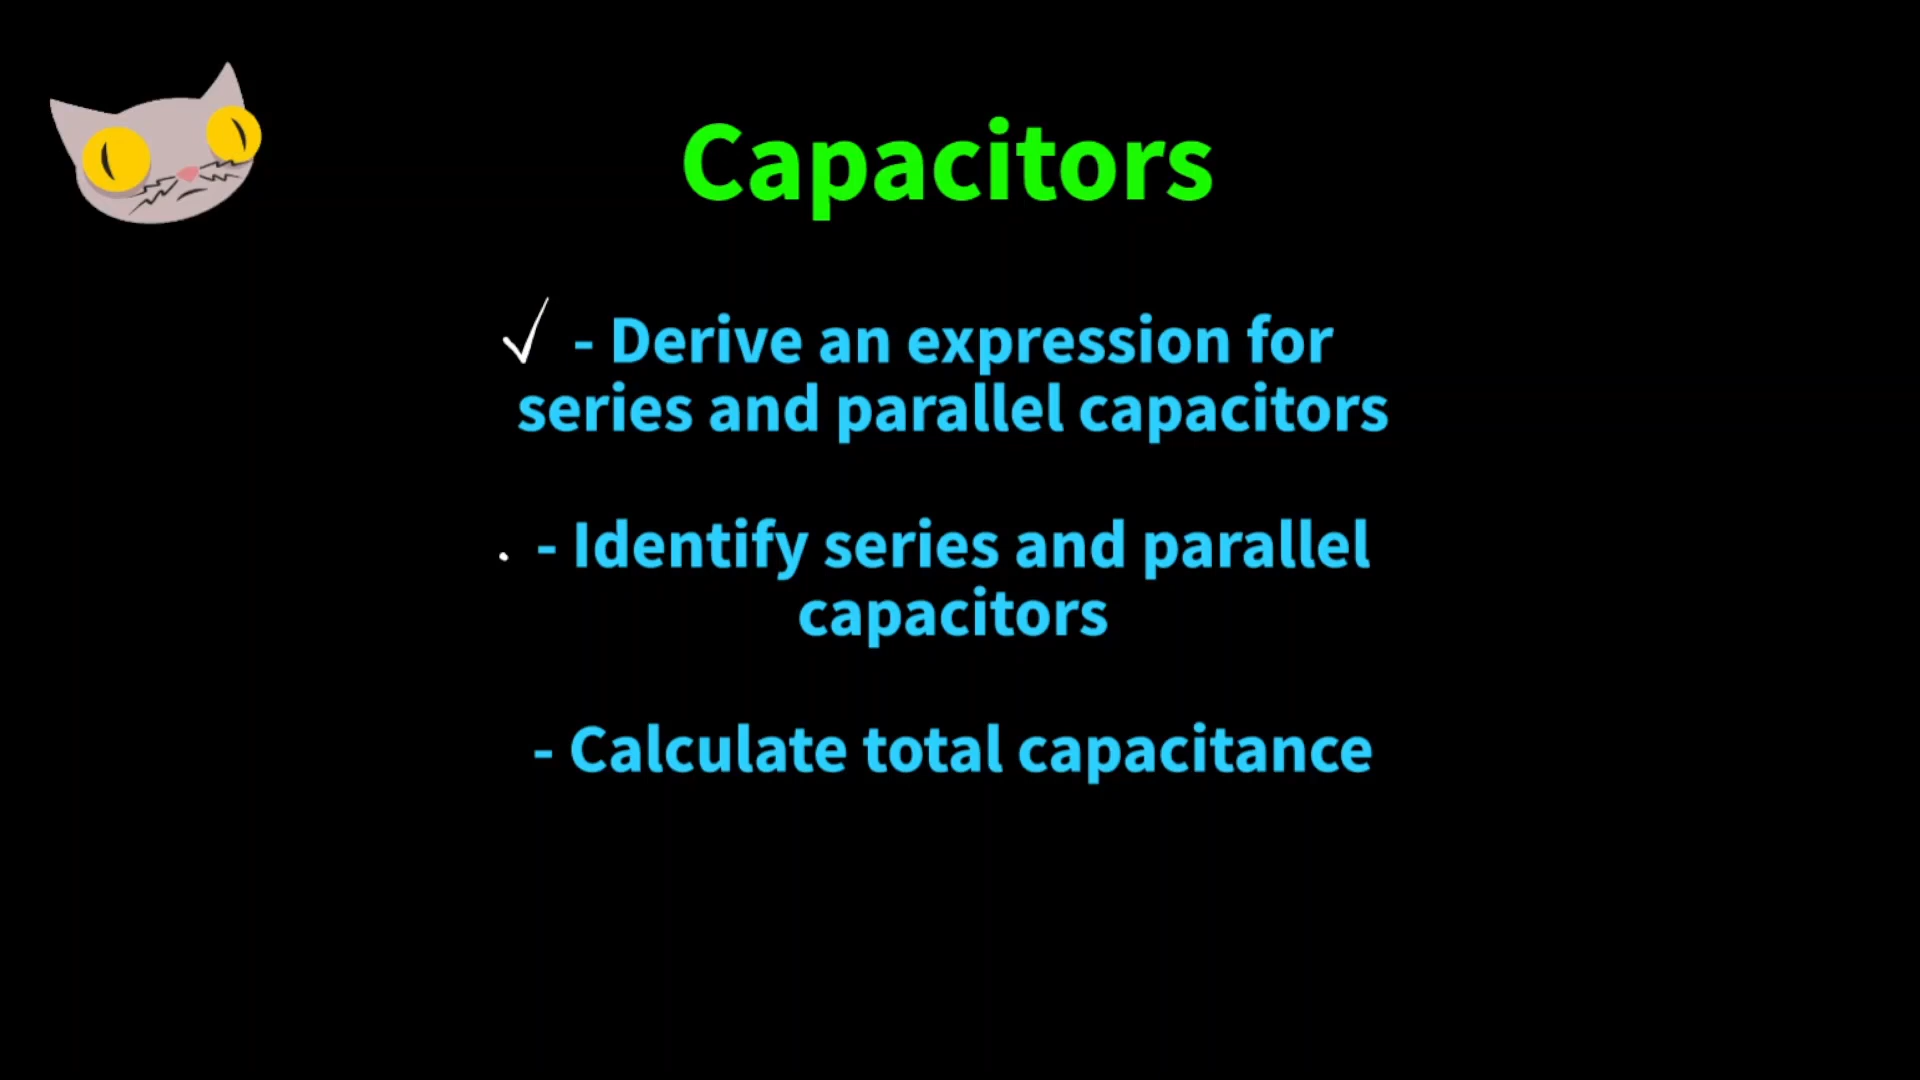 Capacitors
✓ - Derive an expression for
series and parallel capacitors
- Identify series and parallel
capacitors
- Calculate total capacitance